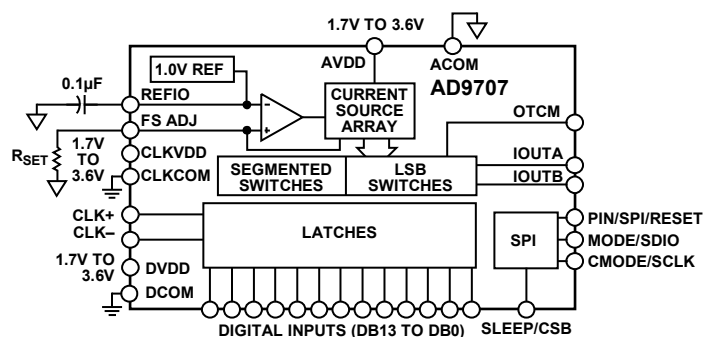 1.7V TO 3.6V
AVDD
ACOM
AD9707
1.0V REF
0.1µF
REFIO
CURRENT
SOURCE
ARRAY
FS ADJ
OTCM
RSET
1.7V
TO
3.6V
CLKVDD
CLKCOM
SEGMENTED
SWITCHES
LSB
SWITCHES
IOUTA
IOUTB
CLK+
CLK–
LATCHES
SPI
PIN/SPI/RESET
MODE/SDIO
CMODE/SCLK
1.7V TO
3.6V
DVDD
DCOM
DIGITAL INPUTS (DB13 TO DB0)
SLEEP/CSB